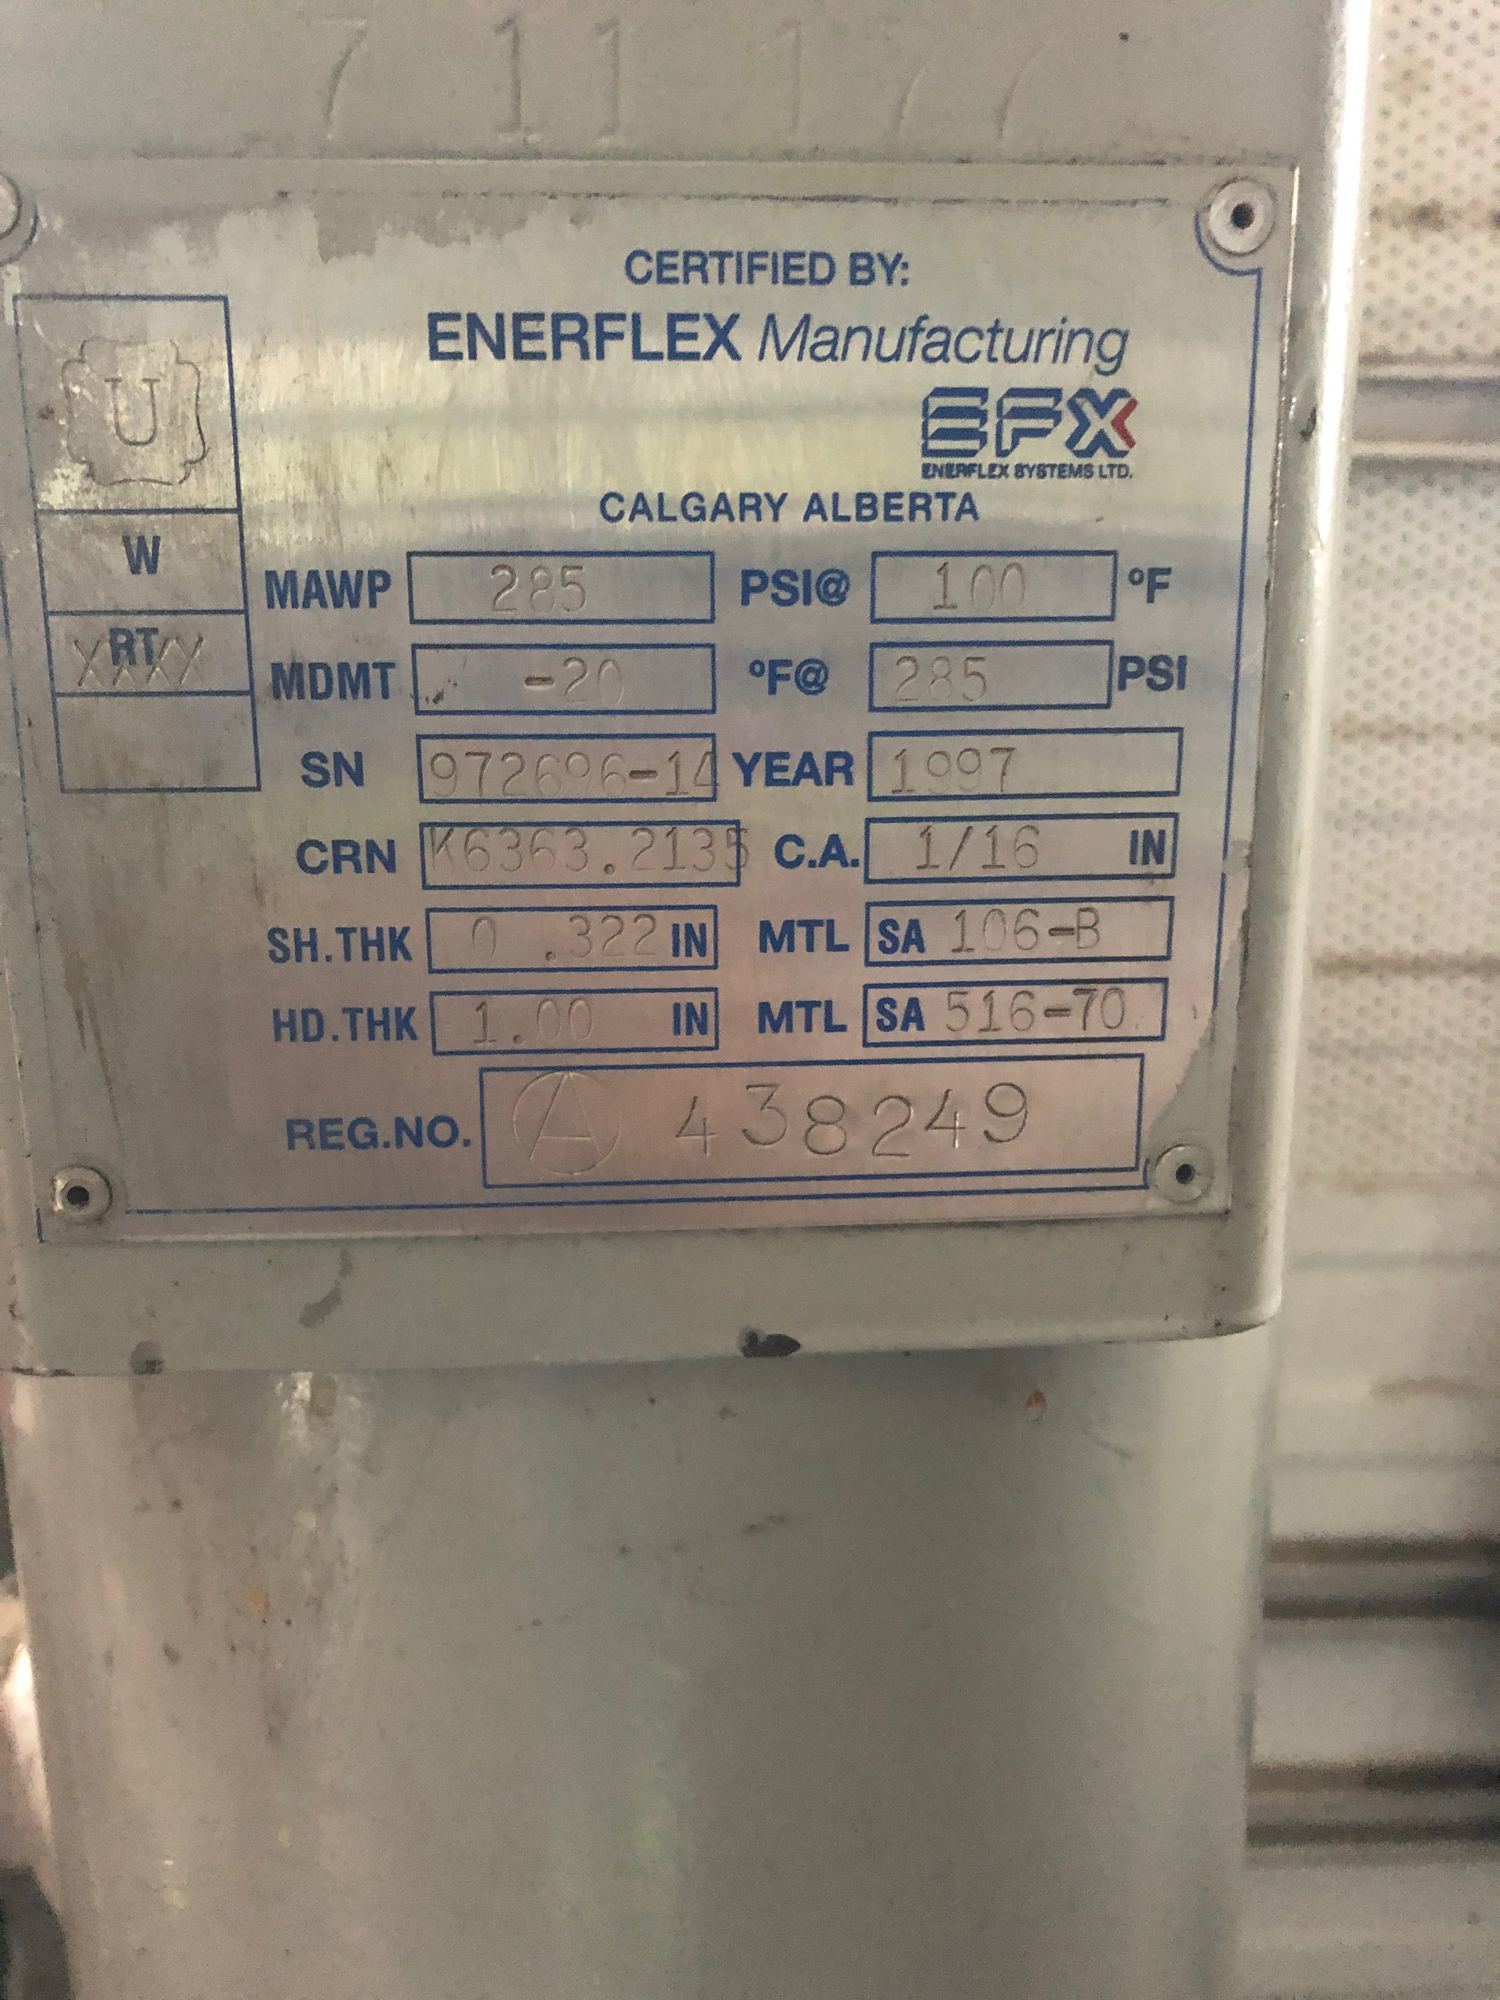 7 11 177
CERTIFIED BY:
ENERFLEX Manufacturing
EFX
ENERFLEX SYSTEMS LTD.
CALGARY ALBERTA
U
W
RT XXXX
MAWP 285 PSI@ 100 °F
MDMT -20 °F@ 285 PSI
SN 972696-14 YEAR 1997
CRN K6363.2135 C.A. 1/16 IN
SH.THK 0 .322 IN MTL SA 106-B
HD.THK 1.00 IN MTL SA 516-70
REG.NO. A 438249